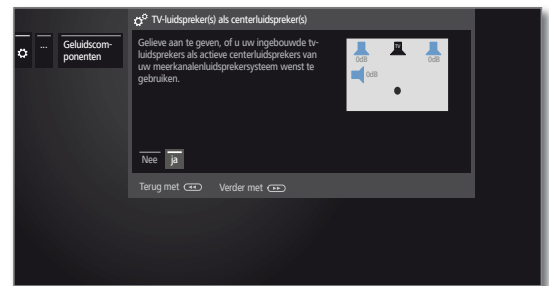 TV-luidspreker(s) als centerluidspreker(s)
...
Geluidscom-
ponenten
Gelieve aan te geven, of u uw ingebouwde tv-
luidsprekers als actieve centerluidsprekers van
uw meerkanalenluidsprekersysteem wenst te
gebruiken.
TV
0dB
0dB
0dB
Nee ja
Terug met Verder met